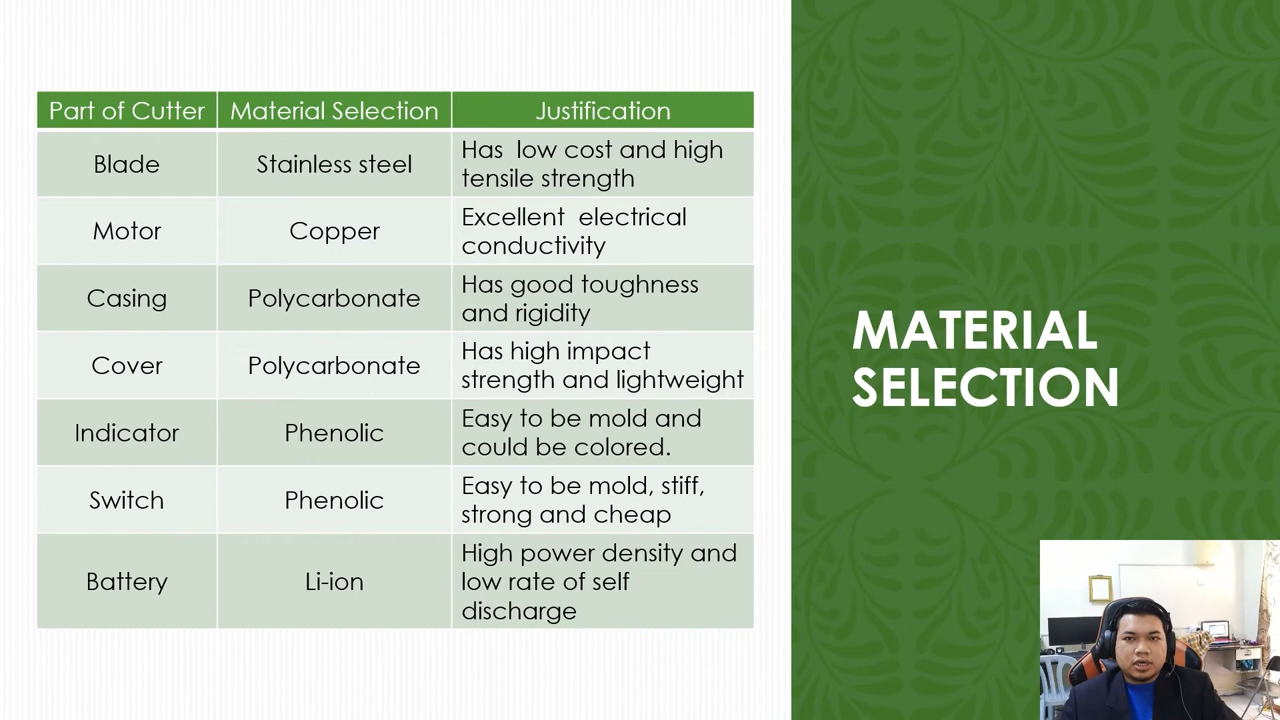 Part of Cutter Material Selection Justification
Blade Stainless steel Has low cost and high
tensile strength
Motor Copper Excellent electrical
conductivity
Casing Polycarbonate Has good toughness
and rigidity
Cover Polycarbonate Has high impact
strength and lightweight
Indicator Phenolic Easy to be mold and
could be colored.
Switch Phenolic Easy to be mold, stiff,
strong and cheap
Battery Li-ion High power density and
low rate of self
discharge
MATERIAL
SELECTION